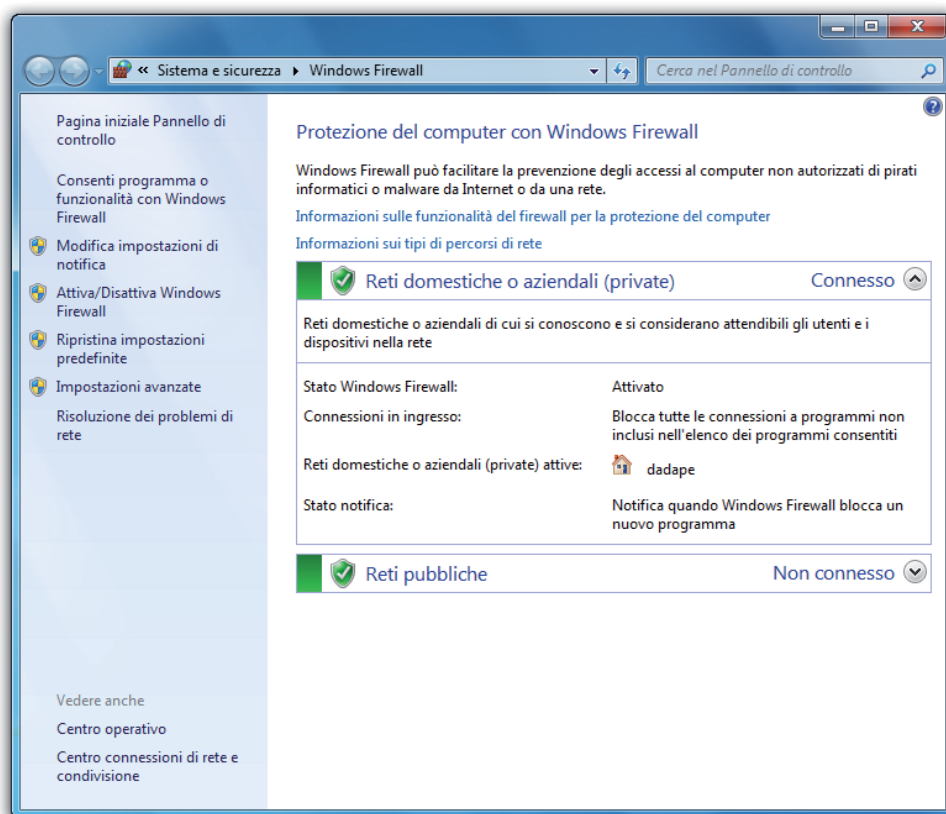 « Sistema e sicurezza ▸ Windows Firewall
Cerca nel Pannello di controllo
Pagina iniziale Pannello di
controllo
Consenti programma o
funzionalità con Windows
Firewall
Modifica impostazioni di
notifica
Attiva/Disattiva Windows
Firewall
Ripristina impostazioni
predefinite
Impostazioni avanzate
Risoluzione dei problemi di
rete
Vedere anche
Centro operativo
Centro connessioni di rete e
condivisione
Protezione del computer con Windows Firewall
Windows Firewall può facilitare la prevenzione degli accessi al computer non autorizzati di pirati
informatici o malware da Internet o da una rete.
Informazioni sulle funzionalità del firewall per la protezione del computer
Informazioni sui tipi di percorsi di rete
Reti domestiche o aziendali (private) Connesso
Reti domestiche o aziendali di cui si conoscono e si considerano attendibili gli utenti e i
dispositivi nella rete
Stato Windows Firewall: Attivato
Connessioni in ingresso: Blocca tutte le connessioni a programmi non
inclusi nell'elenco dei programmi consentiti
Reti domestiche o aziendali (private) attive: dadape
Stato notifica: Notifica quando Windows Firewall blocca un
nuovo programma
Reti pubbliche Non connesso